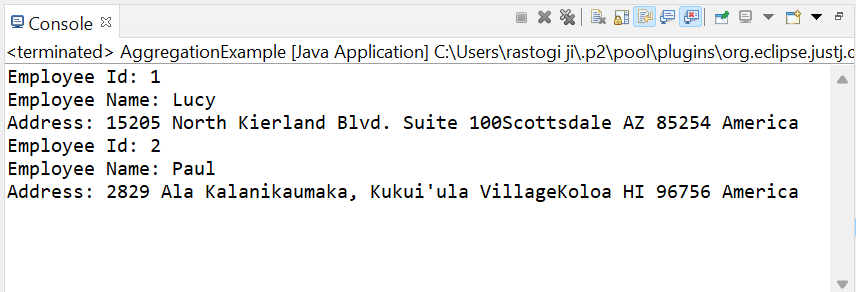 Console
<terminated> AggregationExample [Java Application] C:\Users\rastogi ji\.p2\pool\plugins\org.eclipse.justj.o
Employee Id: 1
Employee Name: Lucy
Address: 15205 North Kierland Blvd. Suite 100Scottsdale AZ 85254 America
Employee Id: 2
Employee Name: Paul
Address: 2829 Ala Kalanikaumaka, Kukui'ula VillageKoloa HI 96756 America